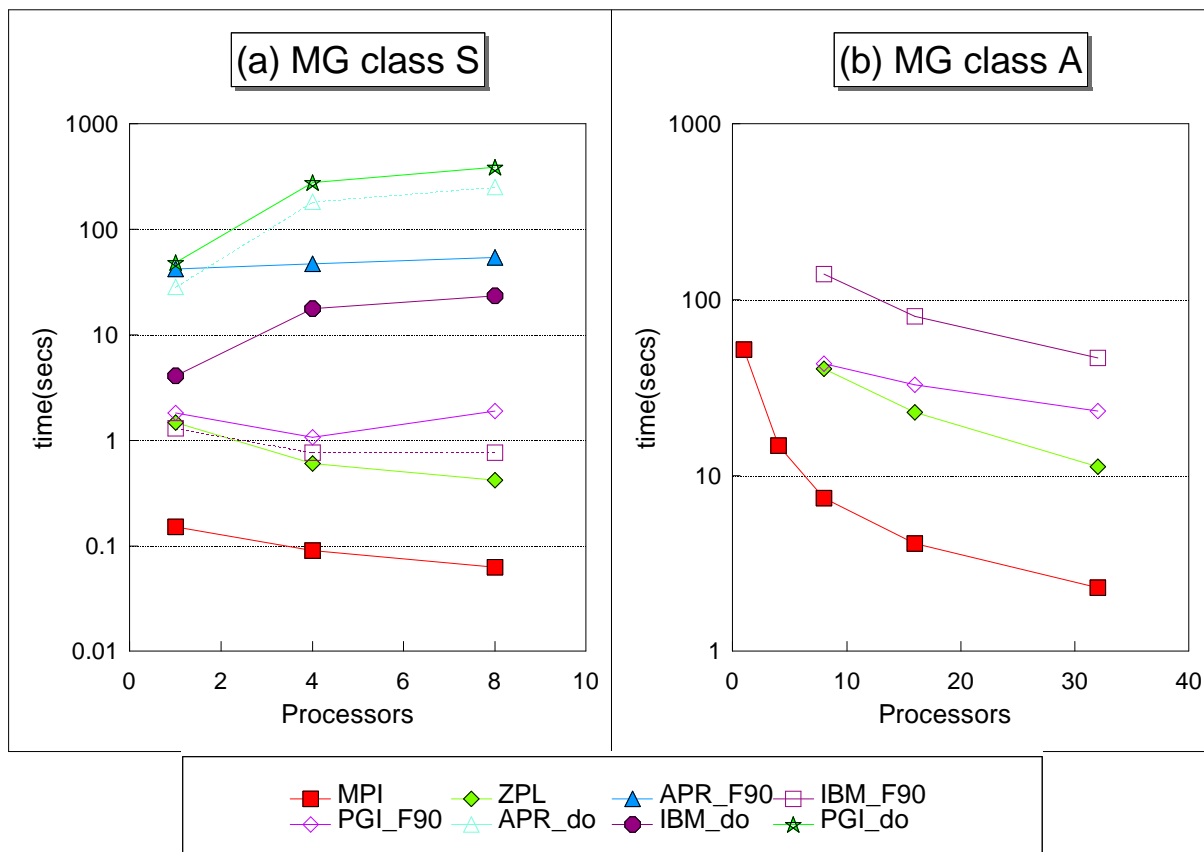 (a) MG class S
1000
100
10
1
0.1
0.01
time(secs)
0 2 4 6 8 10
Processors
(b) MG class A
1000
100
10
1
time(secs)
0 10 20 30 40
Processors
MPI ZPL APR_F90 IBM_F90
PGI_F90 APR_do IBM_do PGI_do